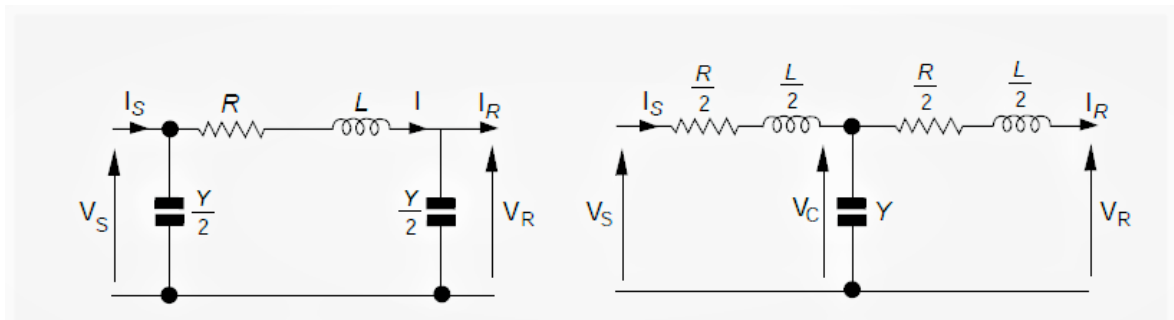 I_S R L I I_R
V_S Y/2 Y/2 V_R
I_S R/2 L/2 R/2 L/2 I_R
V_S V_C Y V_R